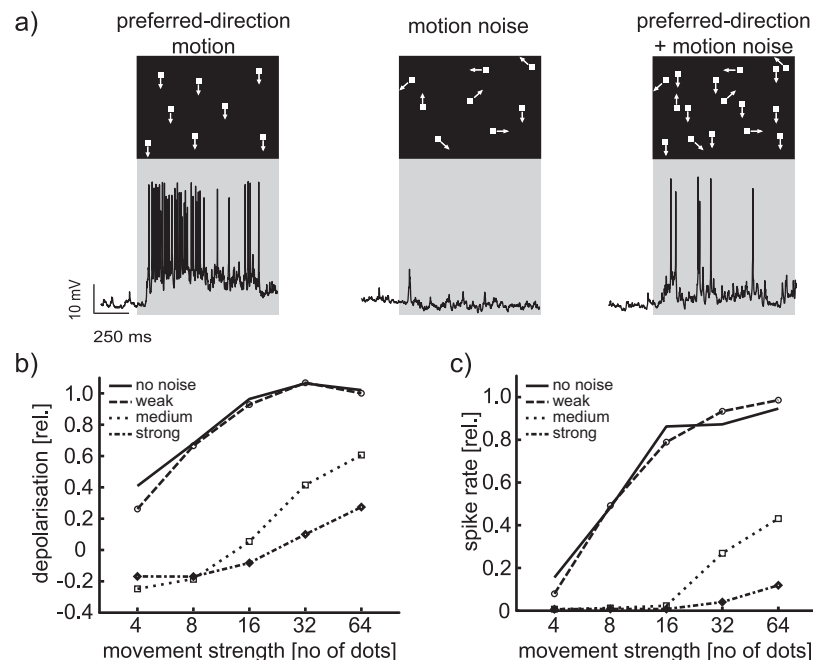 a)
preferred-direction
motion
motion noise
preferred-direction
+ motion noise
10 mV
250 ms
b)
no noise
weak
medium
strong
depolarisation [rel.]
1.0
0.8
0.6
0.4
0.2
0
-0.2
-0.4
4 8 16 32 64
movement strength [no of dots]
c)
no noise
weak
medium
strong
spike rate [rel.]
1.0
0.8
0.6
0.4
0.2
0
4 8 16 32 64
movement strength [no of dots]